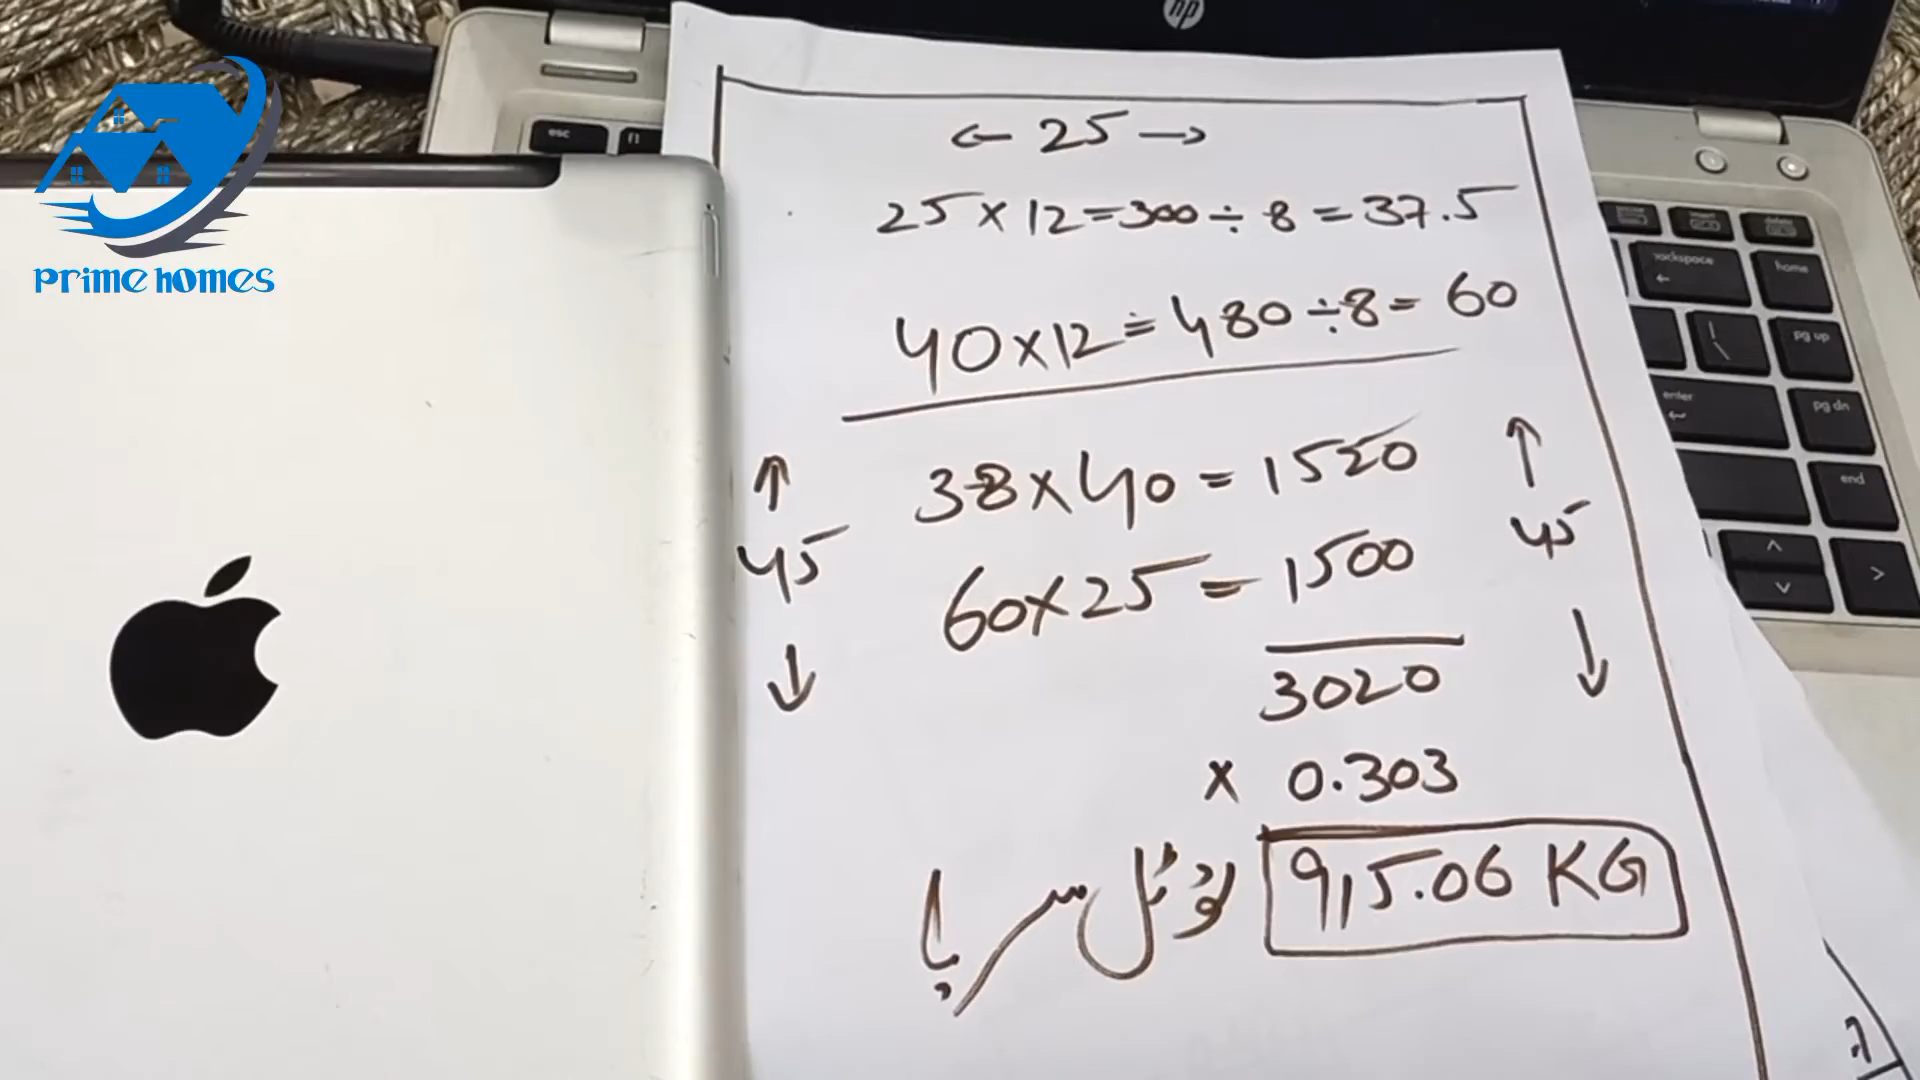 Prime homes
hp
esc
f1
← 25 →
25 × 12 = 300 ÷ 8 = 37.5
40 × 12 = 480 ÷ 8 = 60
38 × 40 = 1520
60 × 25 = 1500
3020
× 0.303
ٹوٹل سریا 915.06 KG
45
45
backspace
home
pg up
enter
pg dn
end